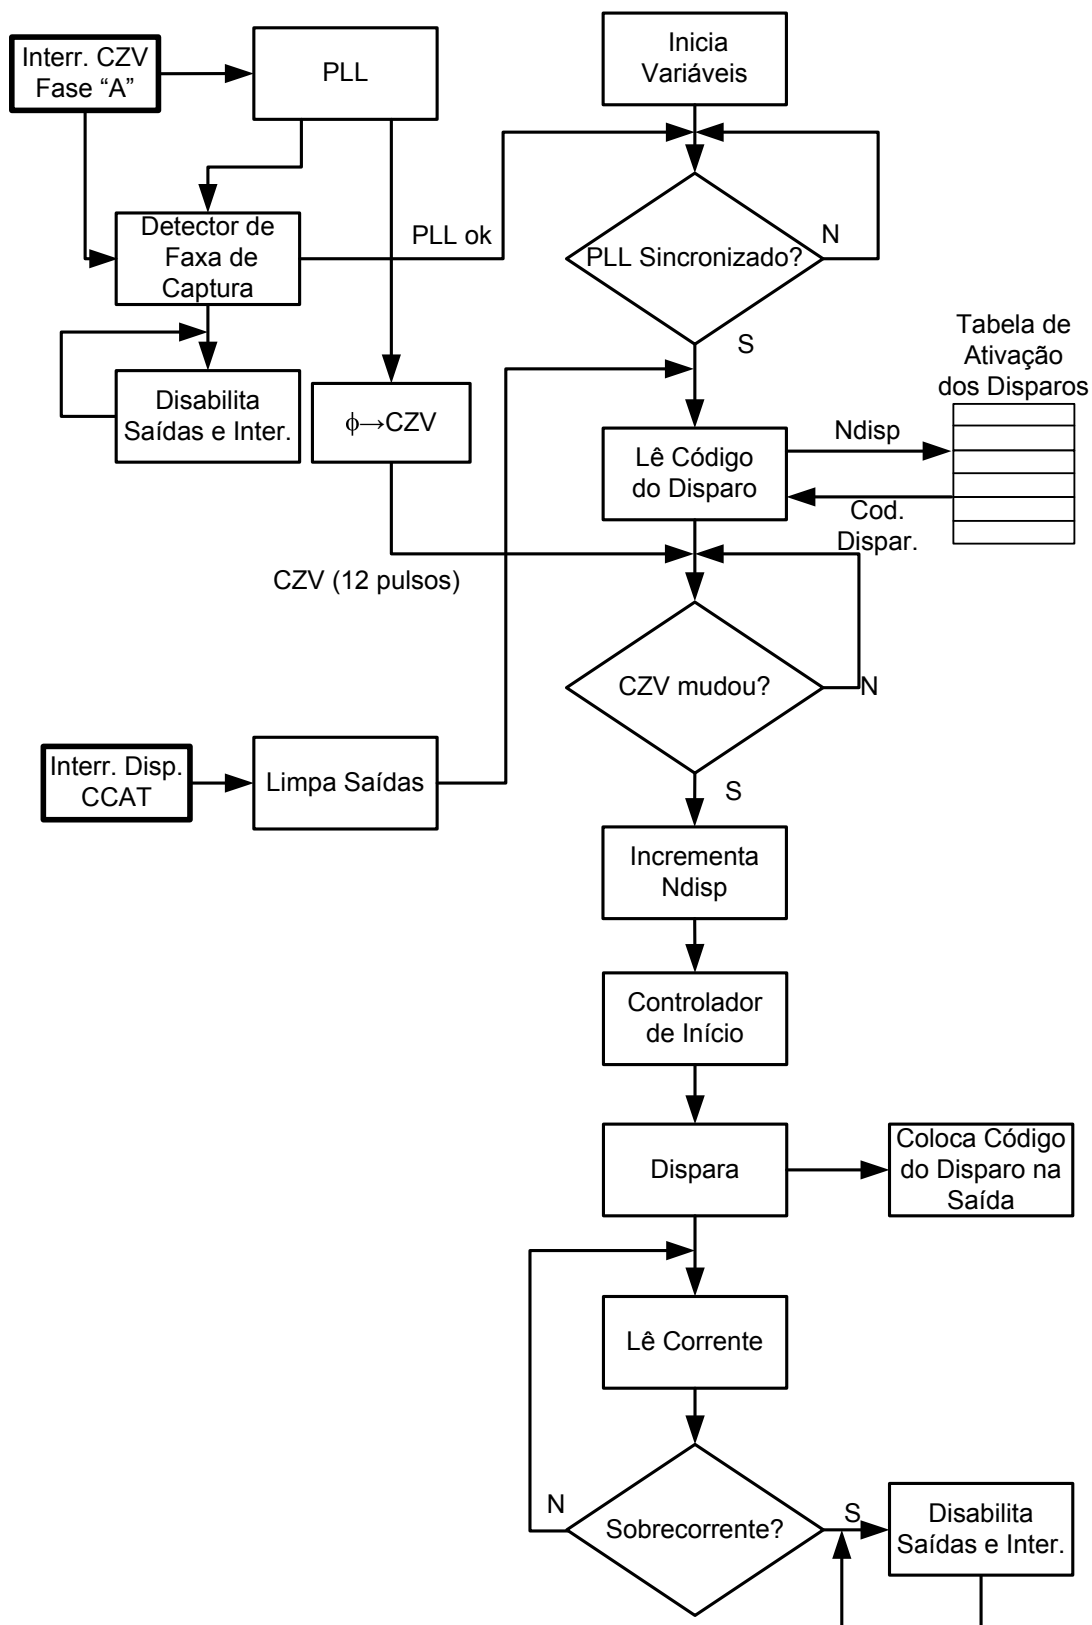 Interr. CZV
Fase “A”
PLL
Inicia
Variáveis
Detector de
Faxa de
Captura
PLL ok
PLL Sincronizado?
N
S
Disabilita
Saídas e Inter.
ϕ→CZV
Tabela de
Ativação
dos Disparos
Lê Código
do Disparo
Ndisp
Cod.
Dispar.
CZV (12 pulsos)
CZV mudou?
N
S
Interr. Disp.
CCAT
Limpa Saídas
Incrementa
Ndisp
Controlador
de Início
Dispara
Coloca Código
do Disparo na
Saída
Lê Corrente
Sobrecorrente?
N
S
Disabilita
Saídas e Inter.